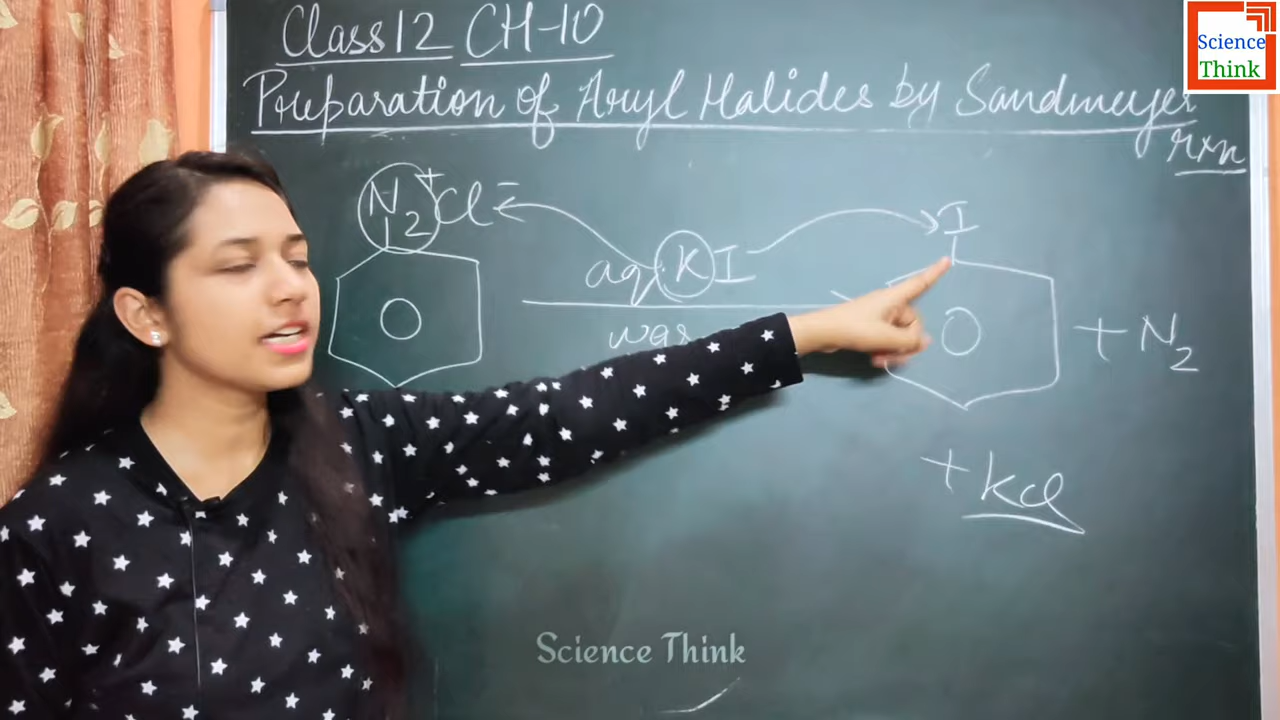 Class 12 CH-10
Preparation of Aryl Halides by Sandmeyer
rxn
Science
Think
N2+Cl-
aq KI
I
+ N2
+ KCl
Science Think